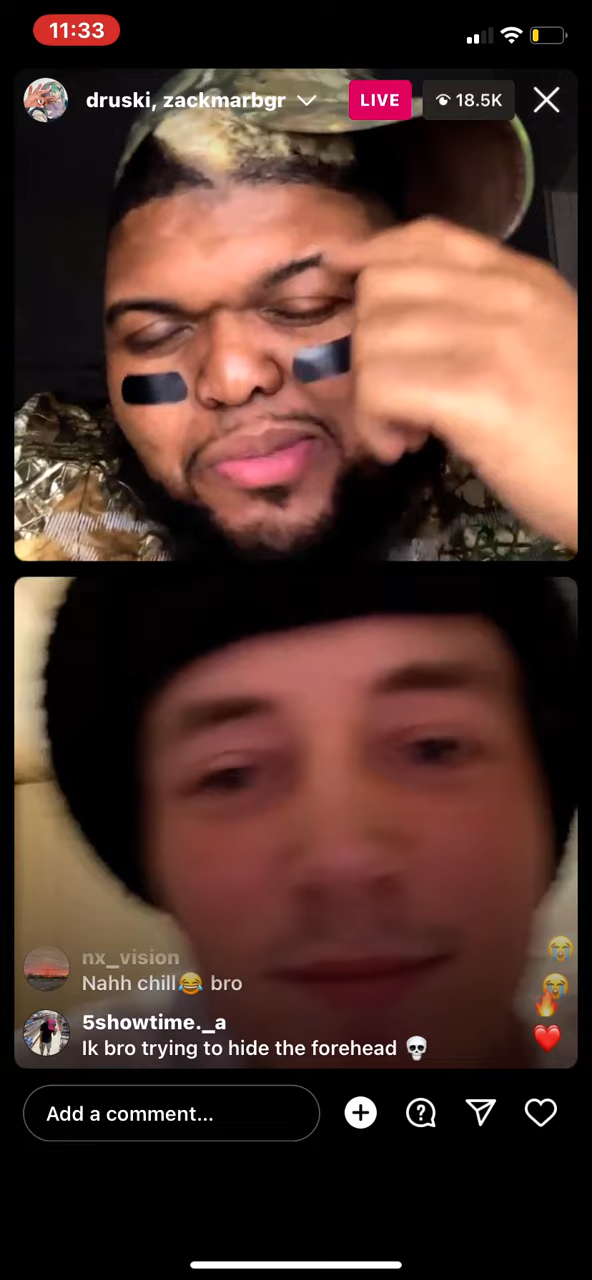 11:33
druski, zackmarbgr
LIVE
18.5K
nx_vision
Nahh chill😂 bro
5showtime._a
Ik bro trying to hide the forehead 💀
Add a comment...